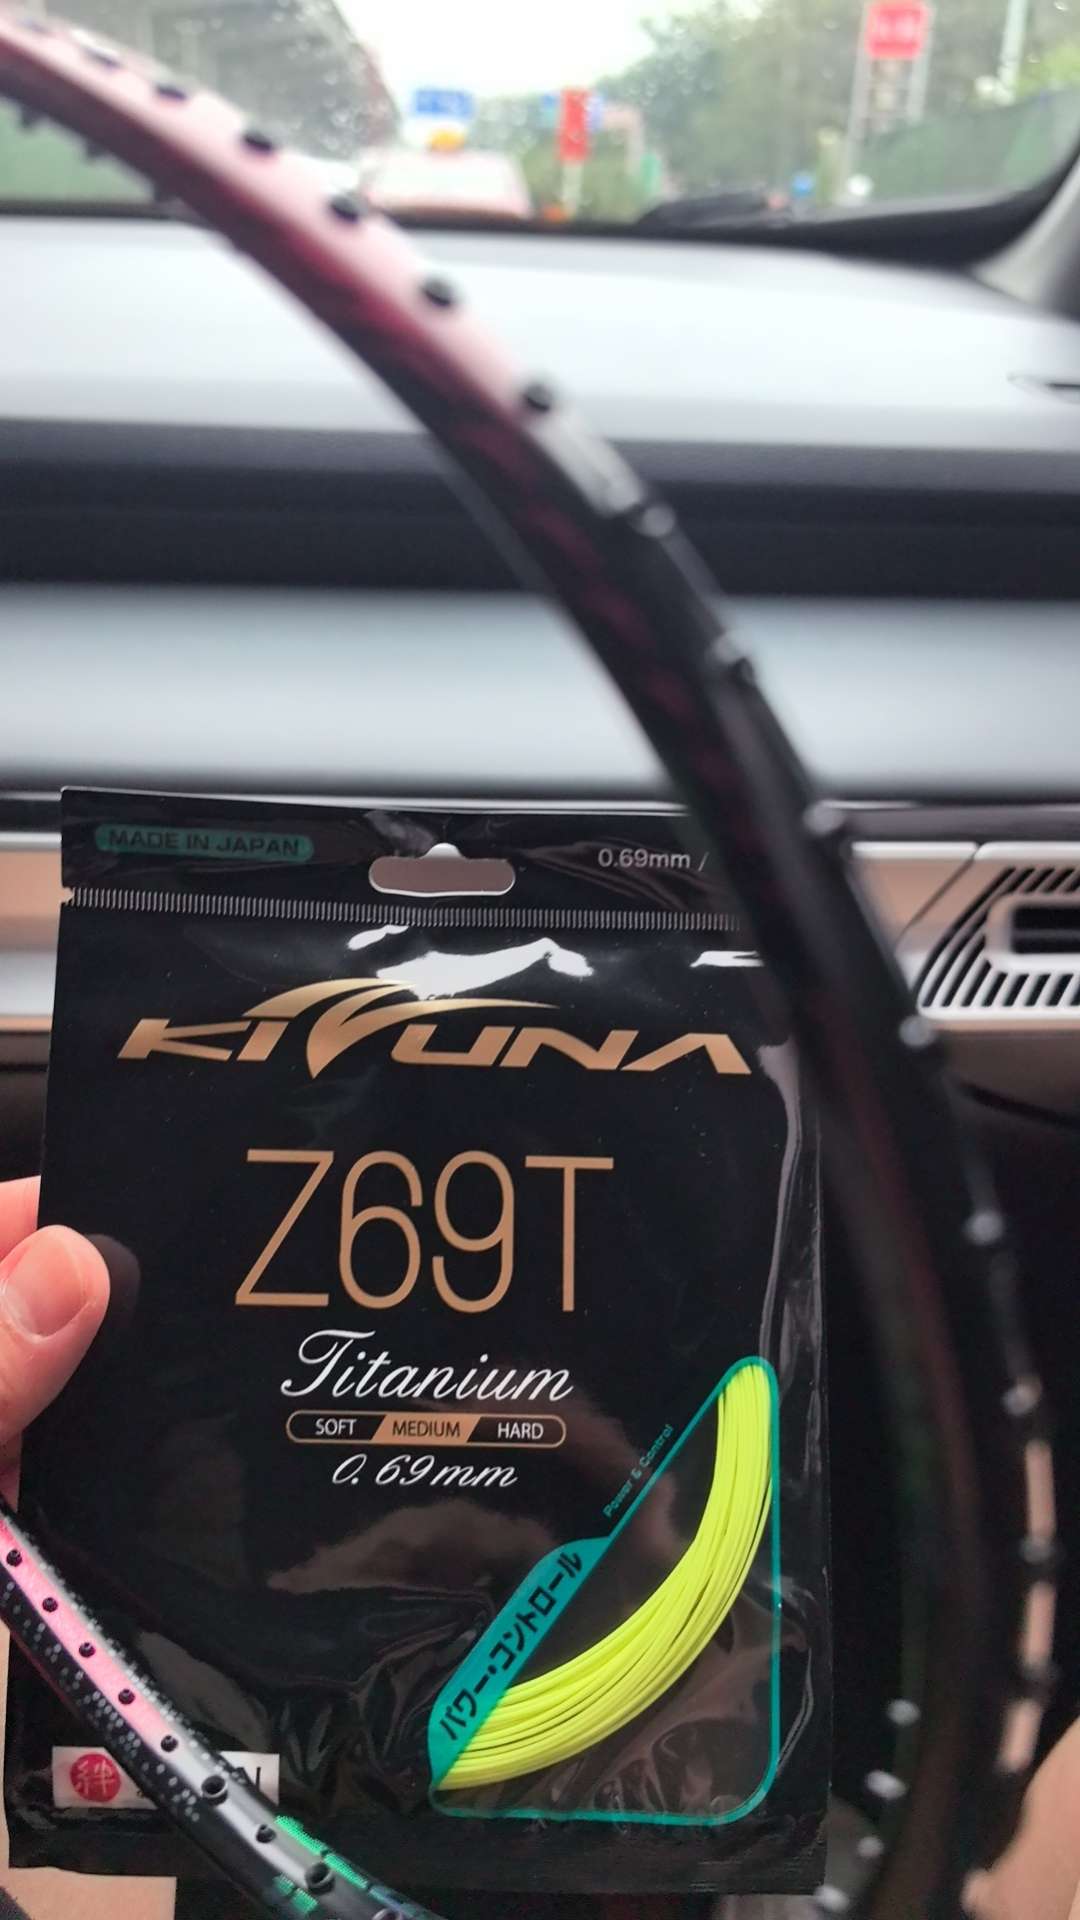 MADE IN JAPAN
0.69mm /
KIZUNA
Z69T
Titanium
SOFT MEDIUM HARD
0.69mm
Power & Control
パワー・コントロール
絆